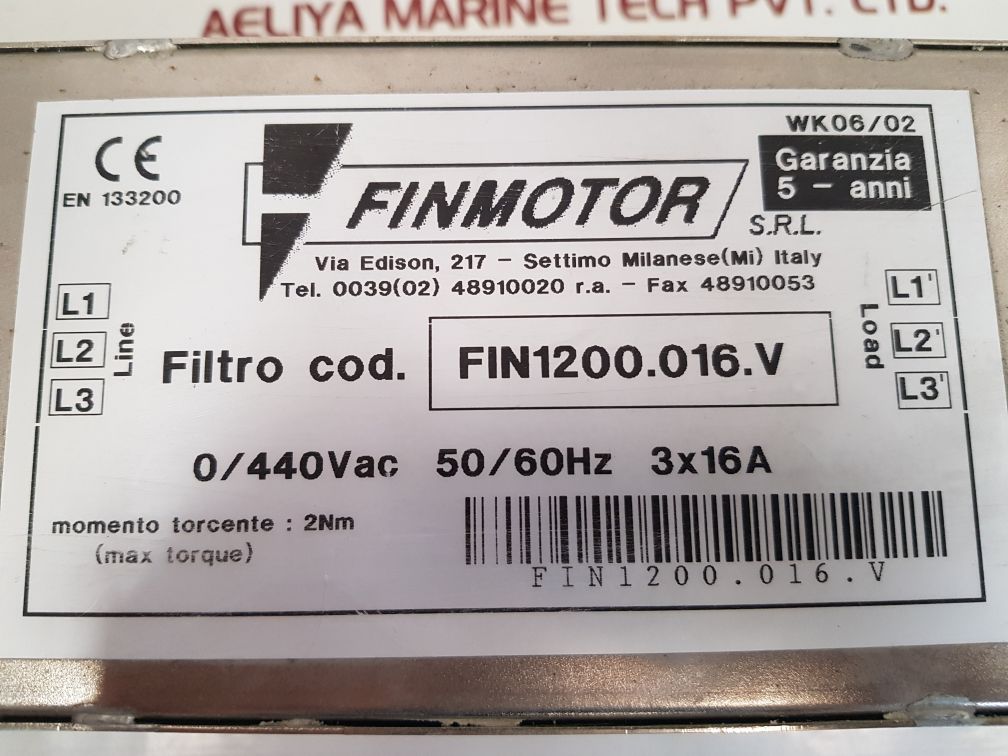 AELIYA MARINE TECH PVT. LTD.
CE
EN 133200
WK06/02
Garanzia
5 - anni
FINMOTOR
S.R.L.
Via Edison, 217 - Settimo Milanese(Mi) Italy
Tel. 0039(02) 48910020 r.a. - Fax 48910053
L1
L2
L3
Line
Filtro cod.
FIN1200.016.V
Load
L1'
L2'
L3'
0/440Vac 50/60Hz 3x16A
momento torcente : 2Nm
(max torque)
FIN1200.016.V